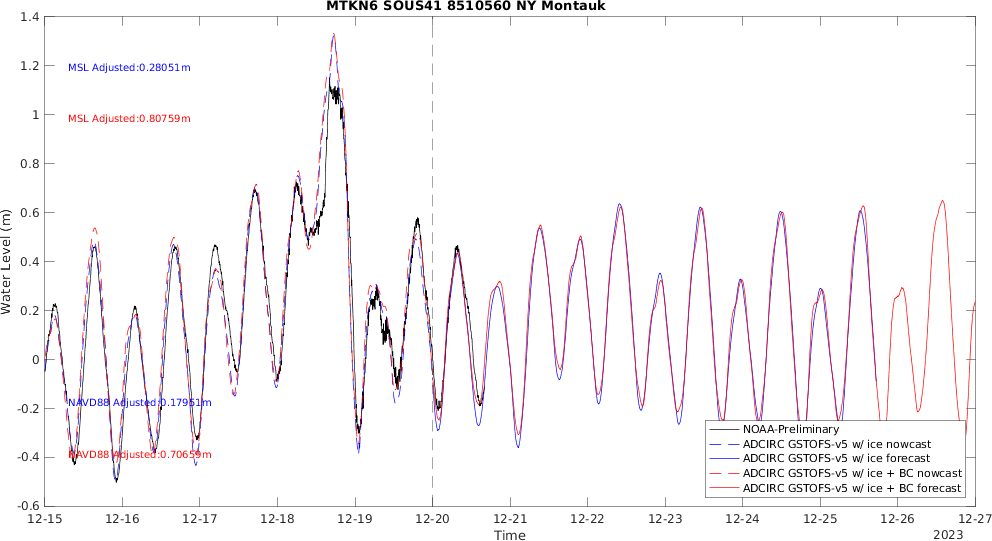 MTKN6 SOUS41 8510560 NY Montauk
Water Level (m)
1.4
1.2
1
0.8
0.6
0.4
0.2
0
-0.2
-0.4
-0.6
MSL Adjusted:0.28051m
MSL Adjusted:0.80759m
NAVD88 Adjusted:0.17951m
NAVD88 Adjusted:0.70659m
NOAA-Preliminary
ADCIRC GSTOFS-v5 w/ ice nowcast
ADCIRC GSTOFS-v5 w/ ice forecast
ADCIRC GSTOFS-v5 w/ ice + BC nowcast
ADCIRC GSTOFS-v5 w/ ice + BC forecast
12-15 12-16 12-17 12-18 12-19 12-20 12-21 12-22 12-23 12-24 12-25 12-26 12-27
Time
2023